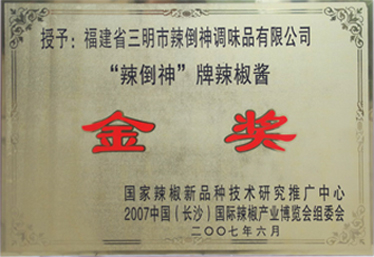 授予：福建省三明市辣倒神调味品有限公司
“辣倒神”牌辣椒酱
金奖
国家辣椒新品种技术研究推广中心
2007中国（长沙）国际辣椒产业博览会组委会
二〇〇七年六月